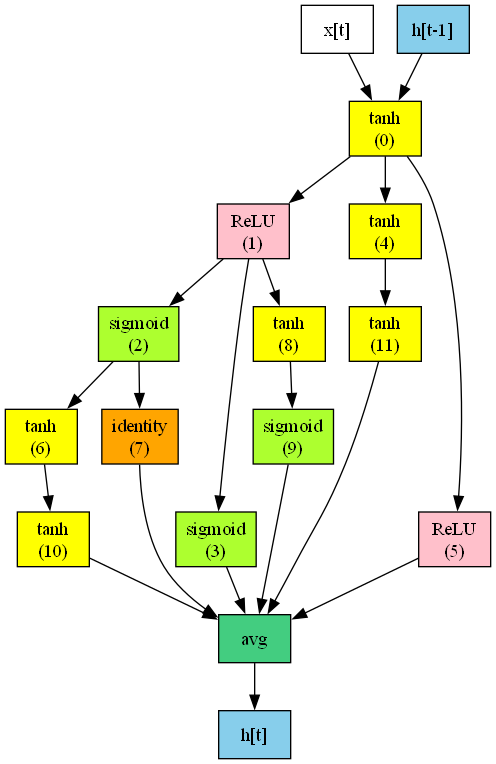 x[t]
h[t-1]
tanh
(0)
ReLU
(1)
tanh
(4)
sigmoid
(2)
tanh
(8)
tanh
(11)
tanh
(6)
identity
(7)
sigmoid
(9)
tanh
(10)
sigmoid
(3)
ReLU
(5)
avg
h[t]